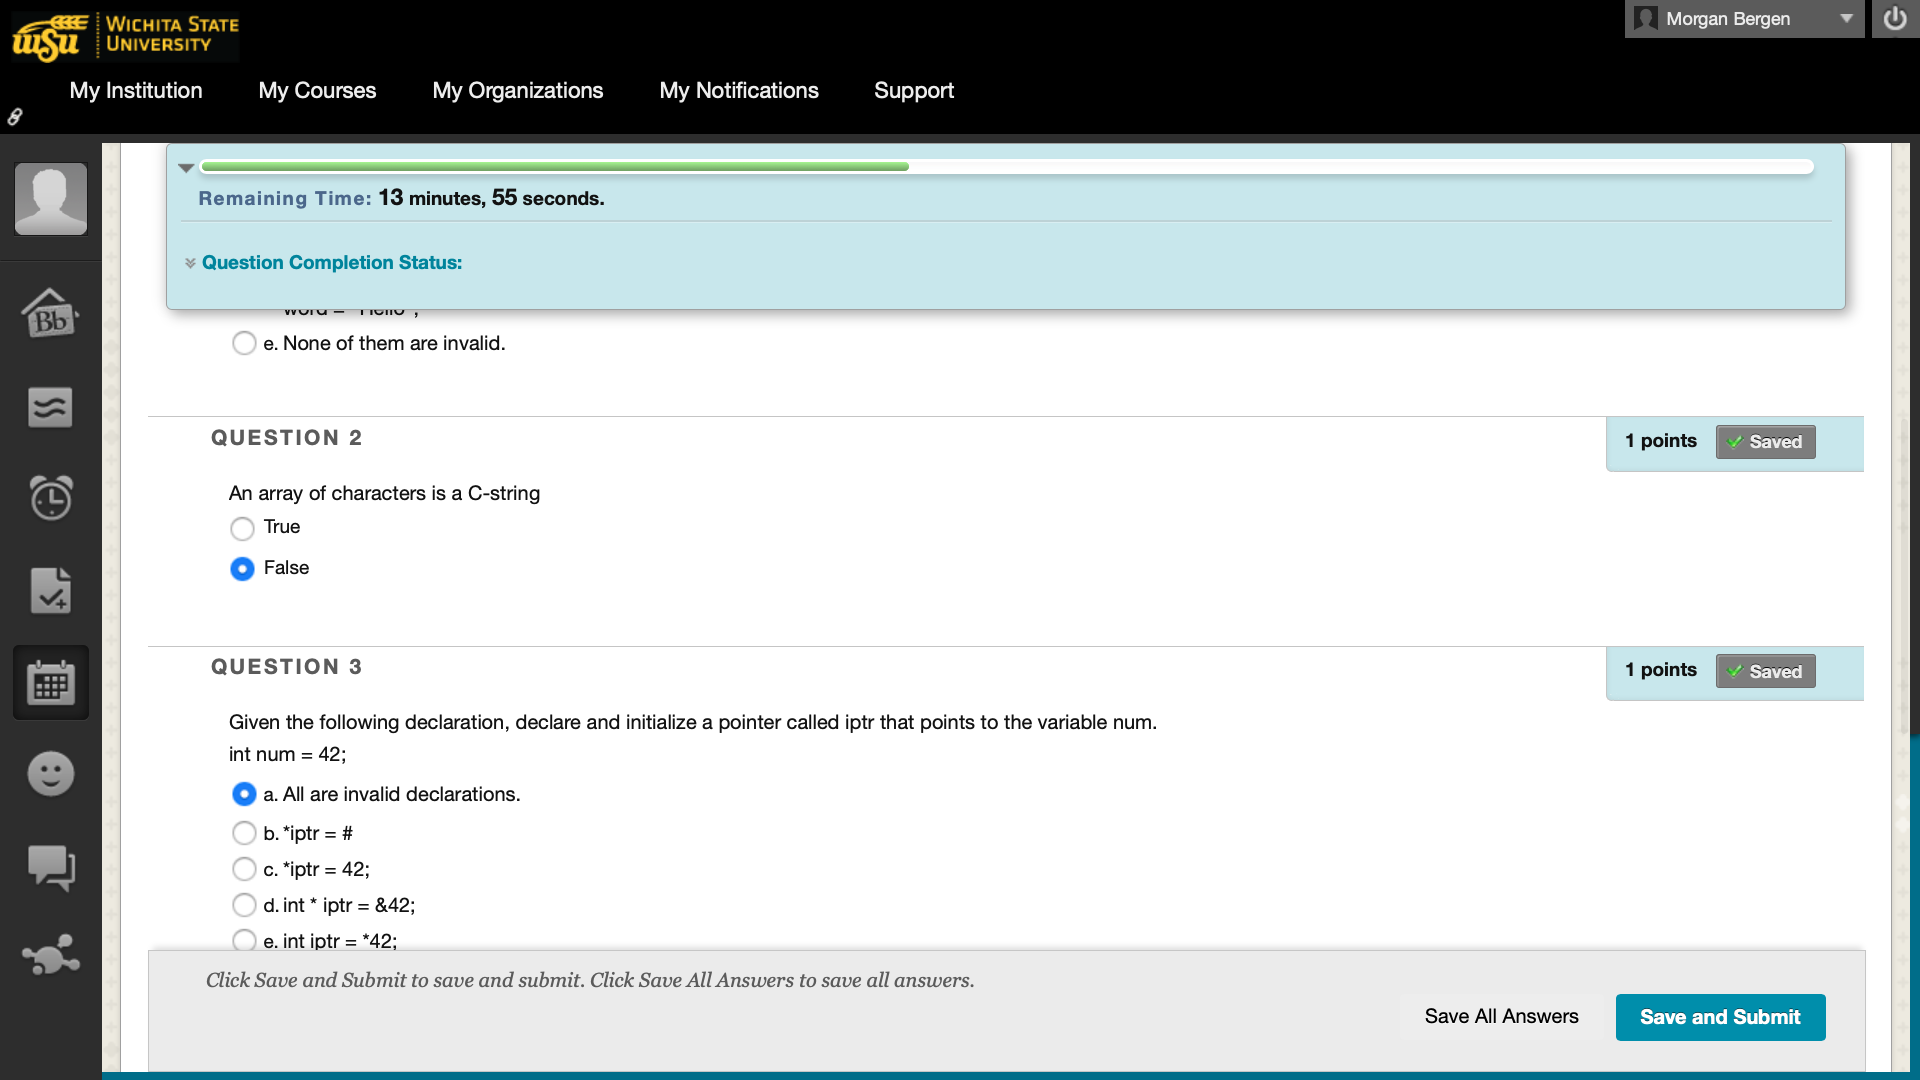 WICHITA STATE
UNIVERSITY
wsu
Morgan Bergen
My Institution
My Courses
My Organizations
My Notifications
Support
Remaining Time: 13 minutes, 55 seconds.
Question Completion Status:
word = "Hello";
e. None of them are invalid.
QUESTION 2
1 points
Saved
An array of characters is a C-string
True
False
QUESTION 3
1 points
Saved
Given the following declaration, declare and initialize a pointer called iptr that points to the variable num.
int num = 42;
a. All are invalid declarations.
b. *iptr = #
c. *iptr = 42;
d. int * iptr = &42;
e. int iptr = *42;
Click Save and Submit to save and submit. Click Save All Answers to save all answers.
Save All Answers
Save and Submit
Bb